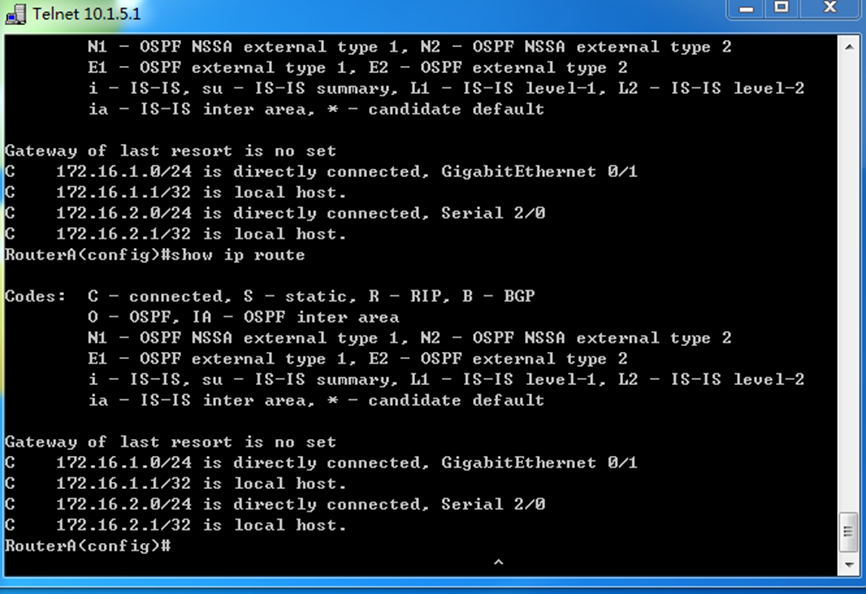 Telnet 10.1.5.1
N1 - OSPF NSSA external type 1, N2 - OSPF NSSA external type 2
E1 - OSPF external type 1, E2 - OSPF external type 2
i - IS-IS, su - IS-IS summary, L1 - IS-IS level-1, L2 - IS-IS level-2
ia - IS-IS inter area, * - candidate default
Gateway of last resort is no set
C    172.16.1.0/24 is directly connected, GigabitEthernet 0/1
C    172.16.1.1/32 is local host.
C    172.16.2.0/24 is directly connected, Serial 2/0
C    172.16.2.1/32 is local host.
RouterA(config)#show ip route
Codes:  C - connected, S - static, R - RIP, B - BGP
O - OSPF, IA - OSPF inter area
N1 - OSPF NSSA external type 1, N2 - OSPF NSSA external type 2
E1 - OSPF external type 1, E2 - OSPF external type 2
i - IS-IS, su - IS-IS summary, L1 - IS-IS level-1, L2 - IS-IS level-2
ia - IS-IS inter area, * - candidate default
Gateway of last resort is no set
C    172.16.1.0/24 is directly connected, GigabitEthernet 0/1
C    172.16.1.1/32 is local host.
C    172.16.2.0/24 is directly connected, Serial 2/0
C    172.16.2.1/32 is local host.
RouterA(config)#
^